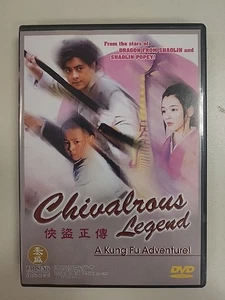 From the stars of
DRAGON FROM SHAOLIN and
SHAOLIN POPEY!
Chivalrous
Legend
俠盜正傳
A Kung Fu Adventure!
DVD